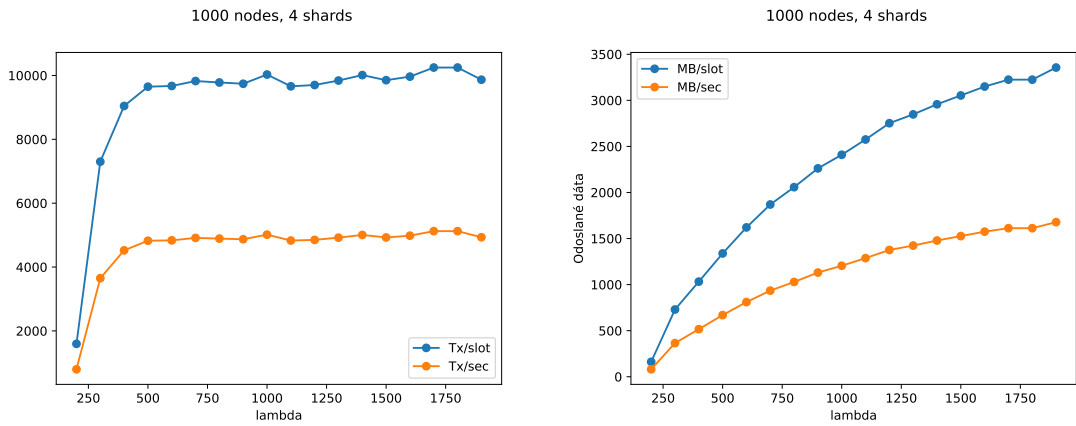 1000 nodes, 4 shards
10000
8000
6000
4000
2000
Tx/slot
Tx/sec
250 500 750 1000 1250 1500 1750
lambda
1000 nodes, 4 shards
Odoslané dáta
3500
3000
2500
2000
1500
1000
500
0
MB/slot
MB/sec
250 500 750 1000 1250 1500 1750
lambda